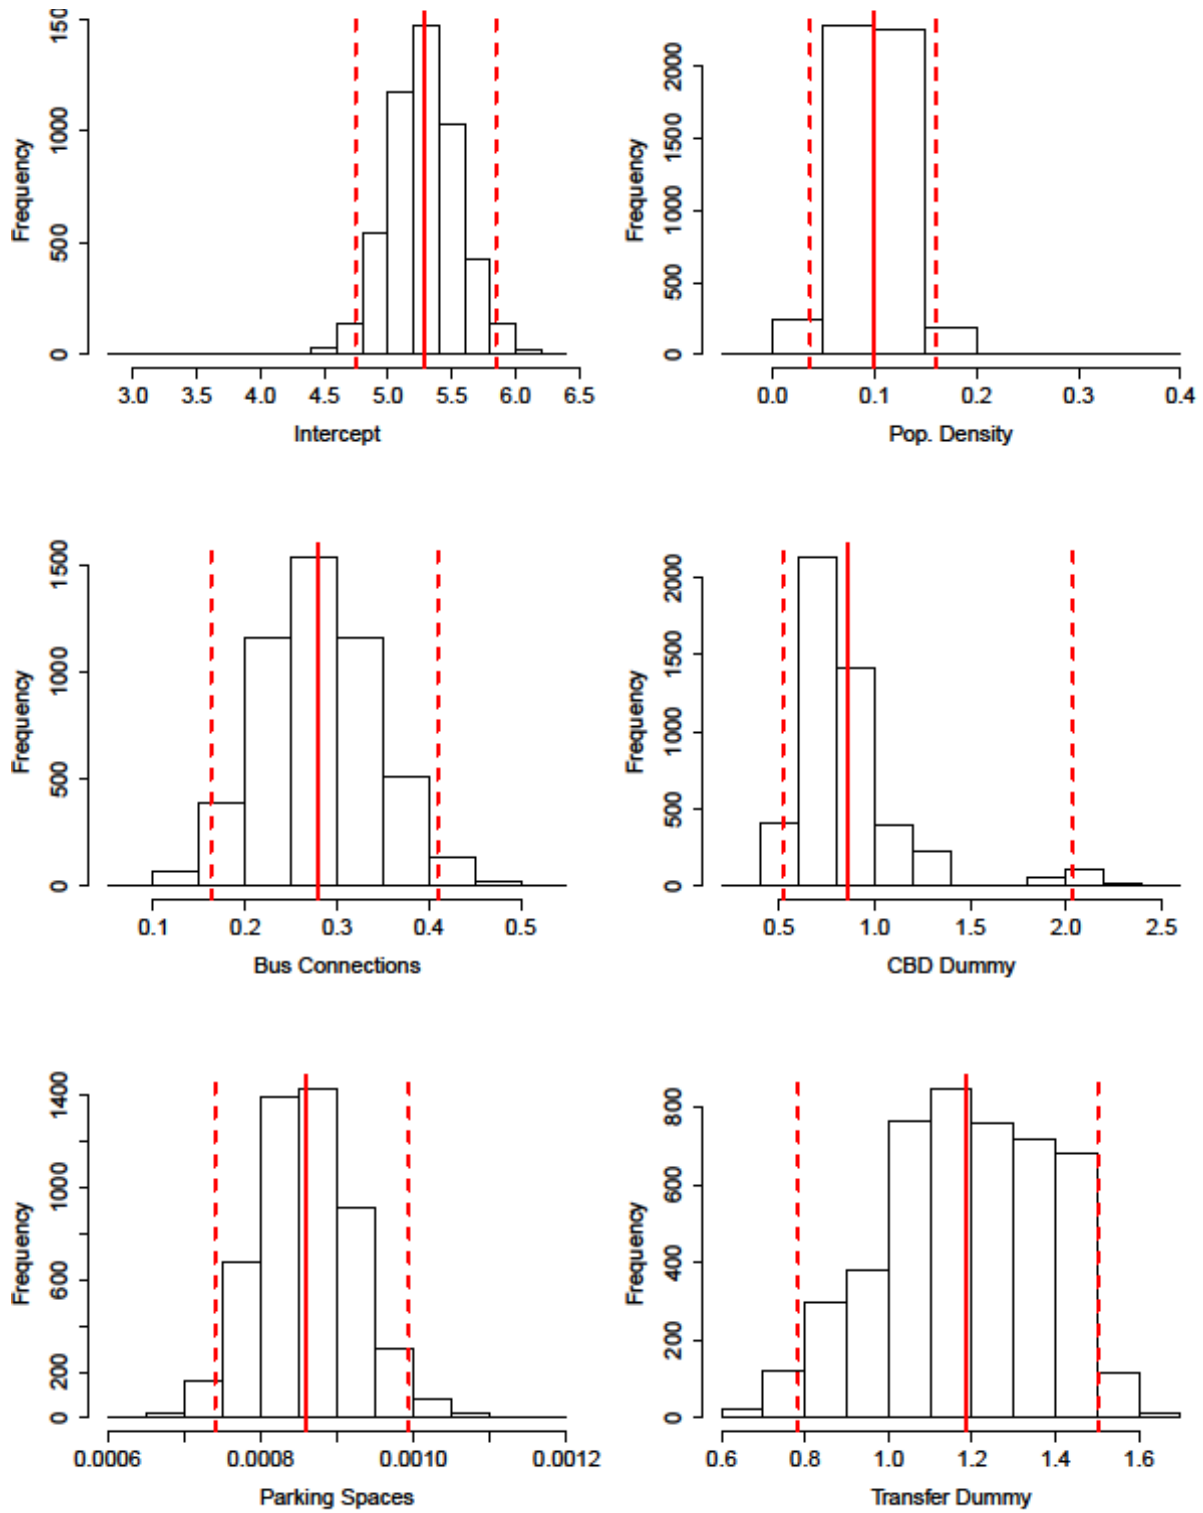 Frequency
0 500 1000 150
3.0 3.5 4.0 4.5 5.0 5.5 6.0 6.5
Intercept
Frequency
0 500 1000 1500 2000
0.0 0.1 0.2 0.3 0.4
Pop. Density
Frequency
0 500 1000 1500
0.1 0.2 0.3 0.4 0.5
Bus Connections
Frequency
0 500 1000 1500 2000
0.5 1.0 1.5 2.0 2.5
CBD Dummy
Frequency
0 200 600 1000 1400
0.0006 0.0008 0.0010 0.0012
Parking Spaces
Frequency
0 200 400 600 800
0.6 0.8 1.0 1.2 1.4 1.6
Transfer Dummy